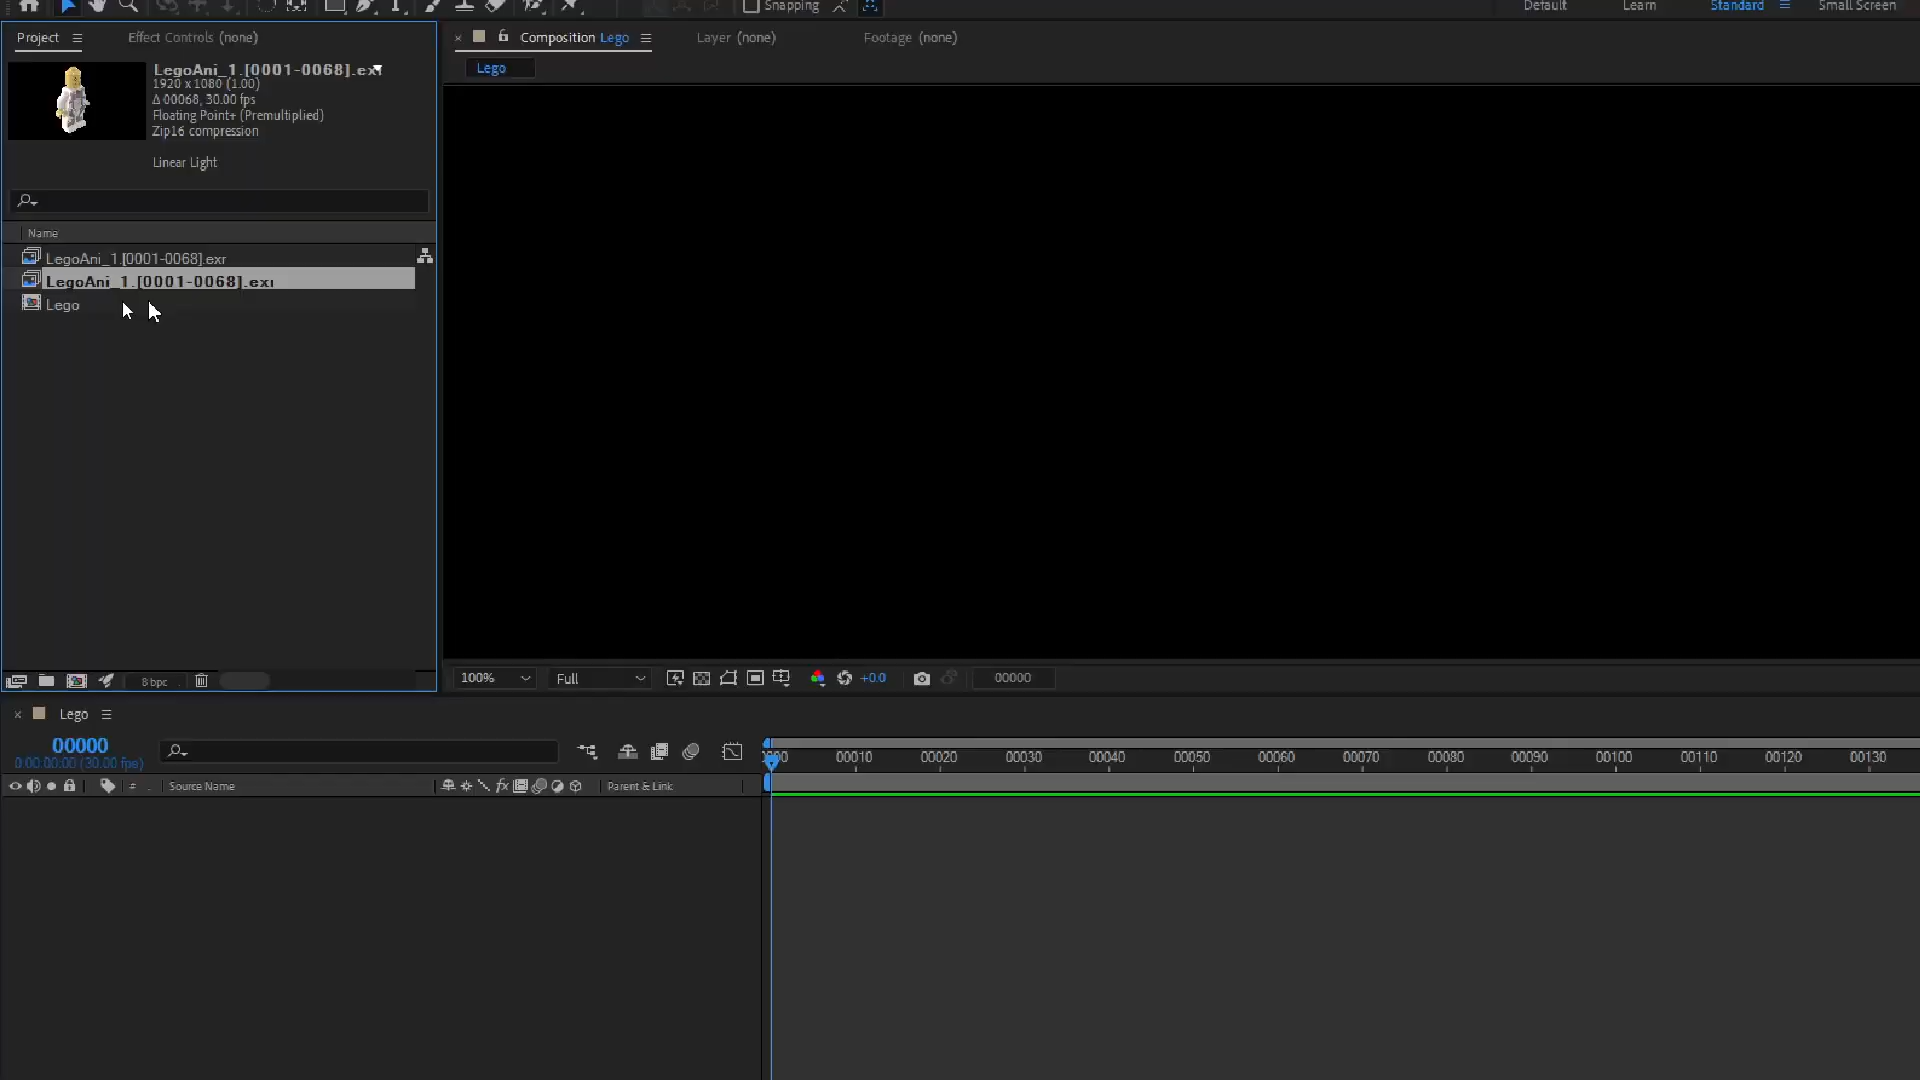 Snapping
Default
Learn
Standard
Small Screen
Project
Effect Controls (none)
Composition Lego
Layer (none)
Footage (none)
LegoAni_1.[0001-0068].exr
1920 x 1080 (1.00)
Δ 00068, 30.00 fps
Floating Point+ (Premultiplied)
Zip16 compression
Linear Light
Lego
Name
LegoAni_1.[0001-0068].exr
LegoAni_1.[0001-0068].exr
Lego
8 bpc
100%
Full
+0.0
00000
Lego
00000
0:00:00:00 (30.00 fps)
00010 00020 00030 00040 00050 00060 00070 00080 00090 00100 00110 00120 00130
# Source Name
fx
Parent & Link